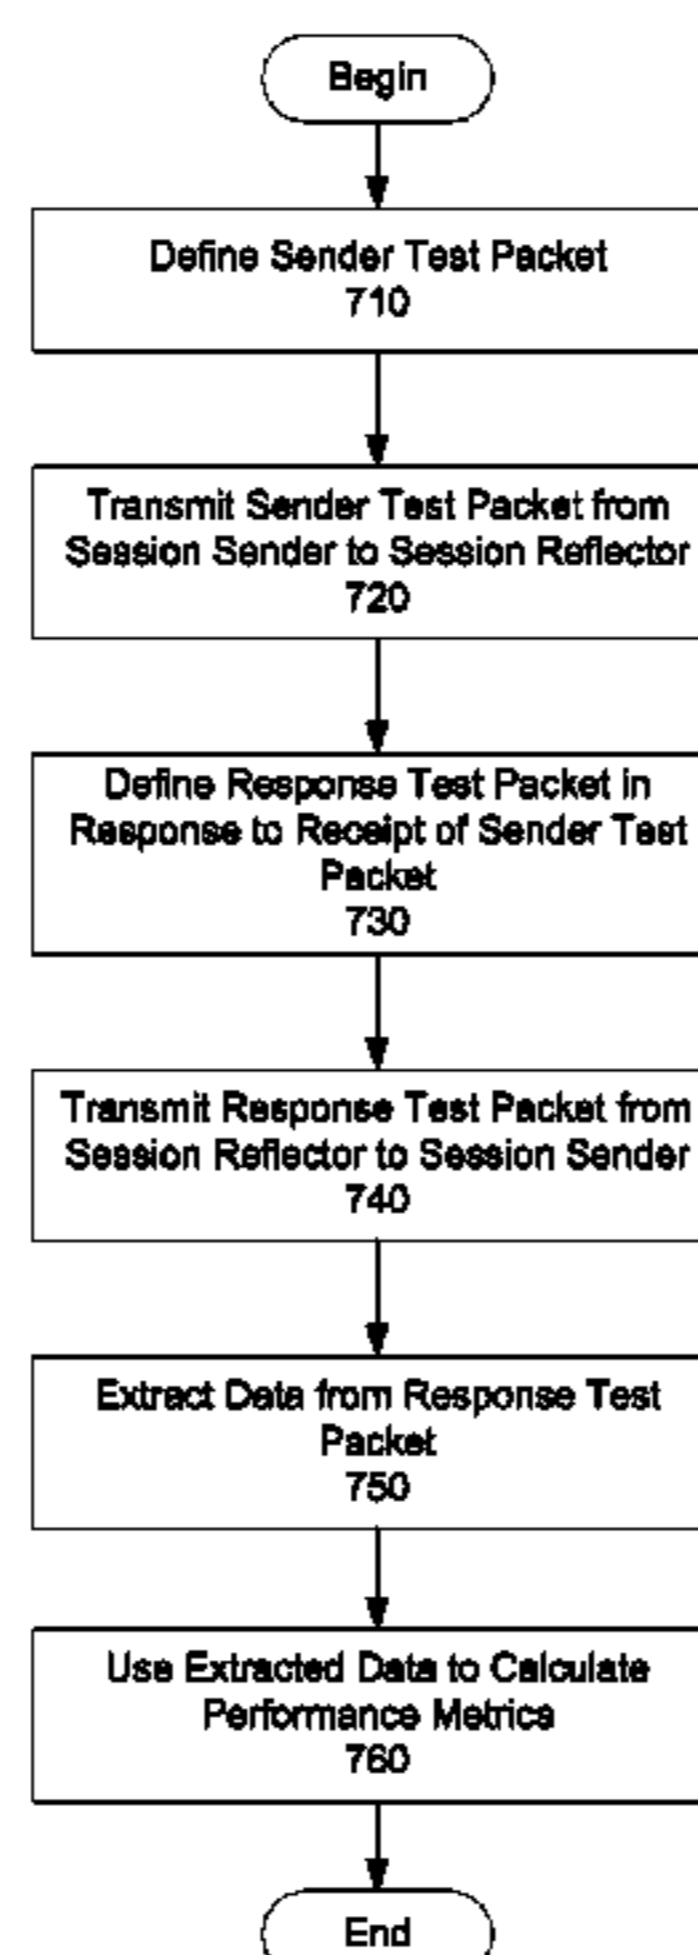 Begin
Define Sender Test Packet
710
Transmit Sender Test Packet from
Session Sender to Session Reflector
720
Define Response Test Packet in
Response to Receipt of Sender Test
Packet
730
Transmit Response Test Packet from
Session Reflector to Session Sender
740
Extract Data from Response Test
Packet
750
Use Extracted Data to Calculate
Performance Metrics
760
End